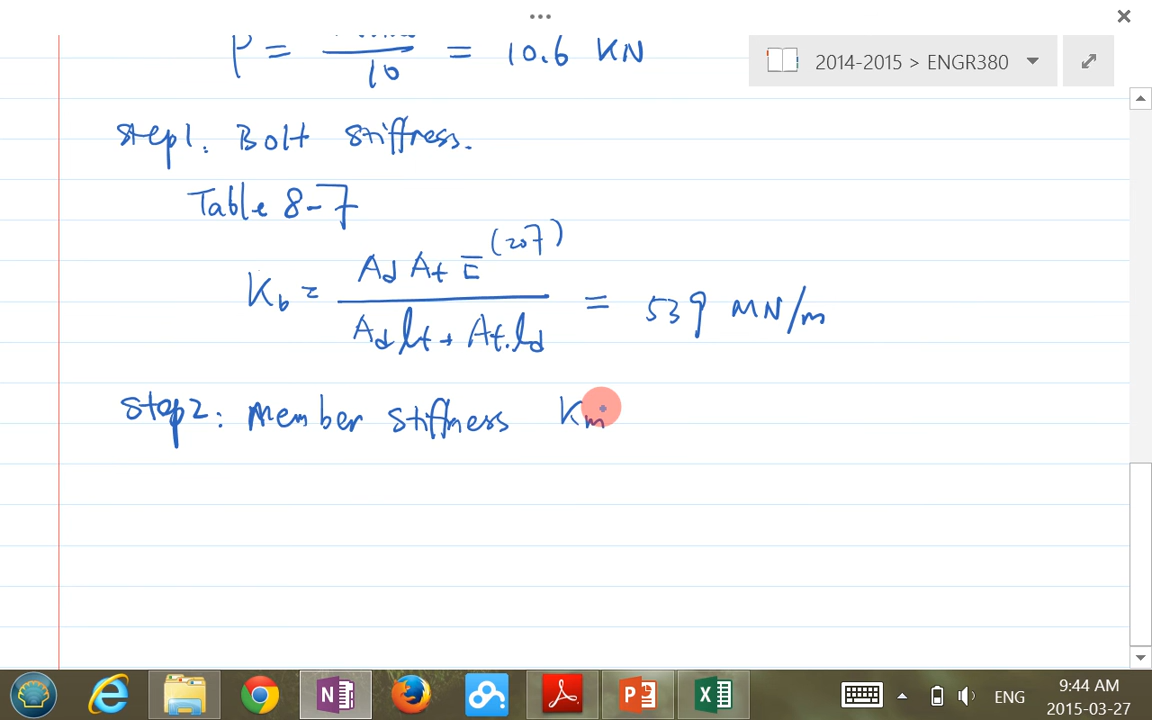 P = / 10 = 10.6 KN
2014-2015 > ENGR380
Step1. Bolt stiffness.
Table 8-7
Kb = Ad At E (207) / Ad lt + At.ld = 539 MN/m
Step2: Member stiffness Km
N
P
X
ENG
9:44 AM
2015-03-27